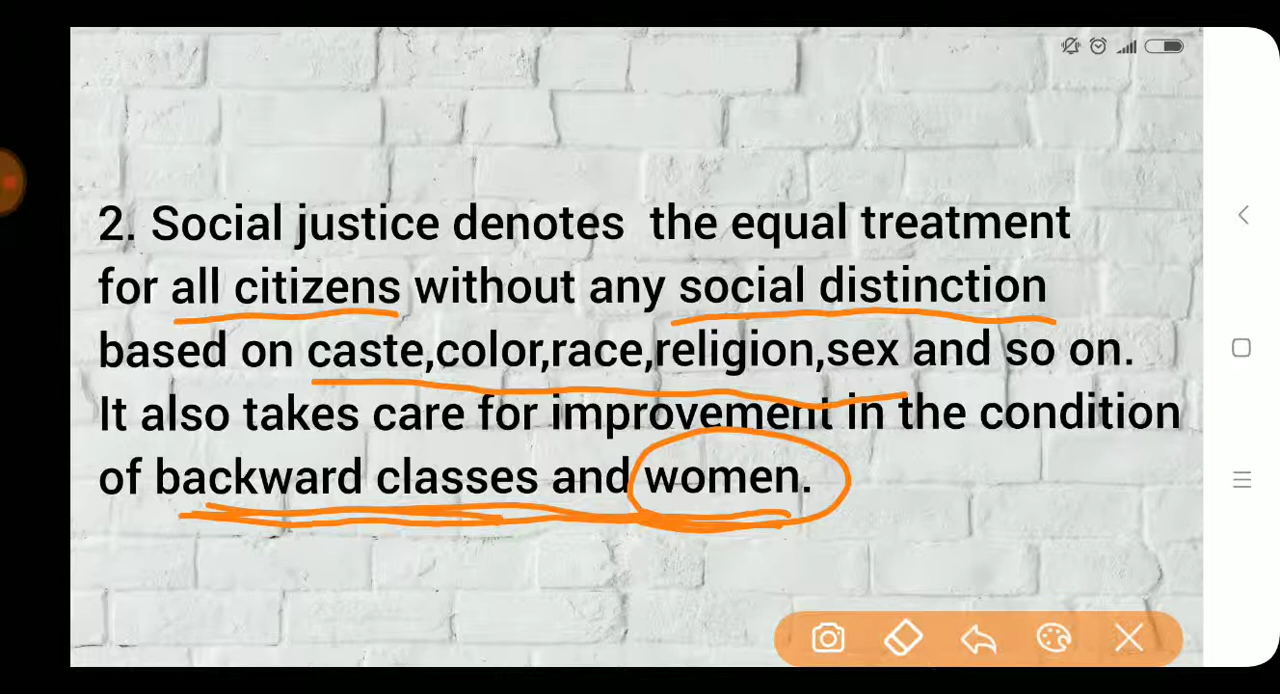 2. Social justice denotes the equal treatment
for all citizens without any social distinction
based on caste,color,race,religion,sex and so on.
It also takes care for improvement in the condition
of backward classes and women.